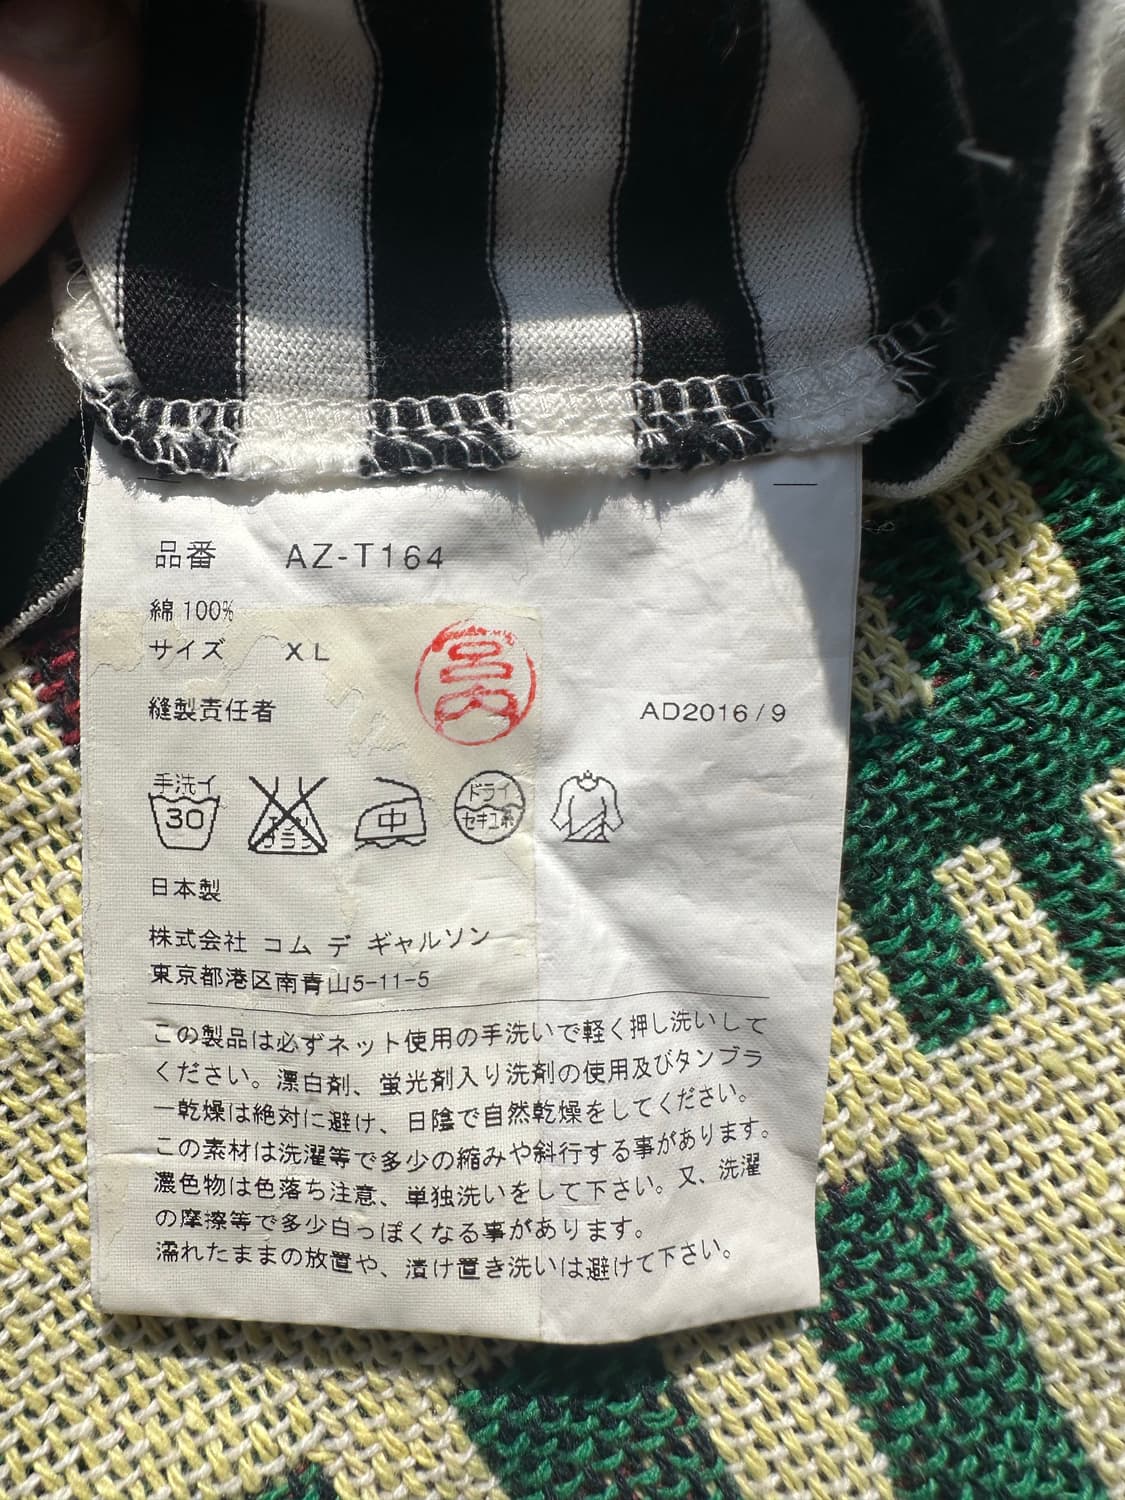 品番 AZ-T164
綿 100%
サイズ XL
宮内
縫製責任者 AD2016/9
手洗イ
30
エンソ
サラシ
中
ドライ
セキユ系
日本製
株式会社 コム デ ギャルソン
東京都港区南青山5-11-5
この製品は必ずネット使用の手洗いで軽く押し洗いして
ください。漂白剤、蛍光剤入り洗剤の使用及びタンブラ
ー乾燥は絶対に避け、日陰で自然乾燥をしてください。
この素材は洗濯等で多少の縮みや斜行する事があります。
濃色物は色落ち注意、単独洗いをして下さい。又、洗濯
の摩擦等で多少白っぽくなる事があります。
濡れたままの放置や、漬け置き洗いは避けて下さい。